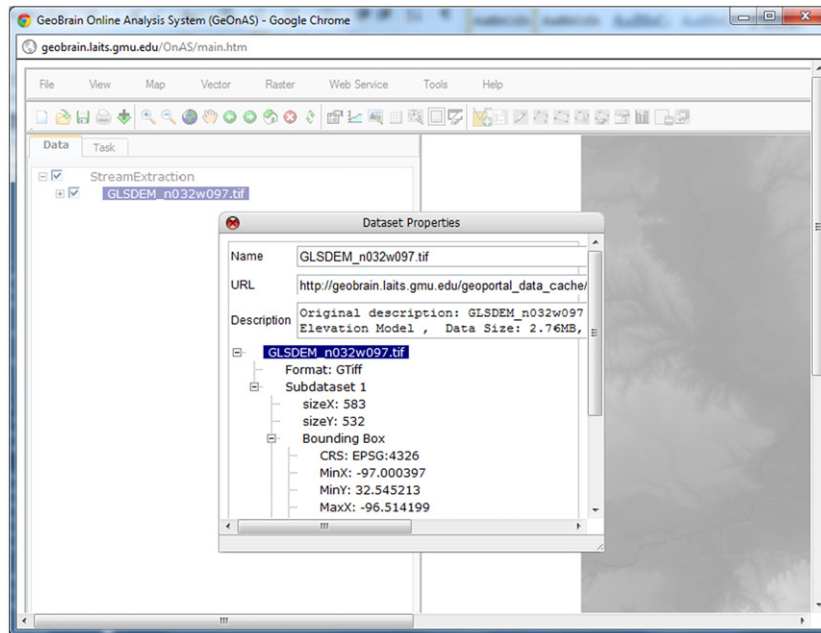 GeoBrain Online Analysis System (GeOnAS) - Google Chrome
geobrain.laits.gmu.edu/OnAS/main.htm
File View Map Vector Raster Web Service Tools Help
Data Task
StreamExtraction
GLSDEM_n032w097.tif
Dataset Properties
Name GLSDEM_n032w097.tif
URL http://geobrain.laits.gmu.edu/geoportal_data_cache/
Description Original description: GLSDEM_n032w097
Elevation Model , Data Size: 2.76MB,
GLSDEM_n032w097.tif
Format: GTiff
Subdataset 1
sizeX: 583
sizeY: 532
Bounding Box
CRS: EPSG:4326
MinX: -97.000397
MinY: 32.545213
MaxX: -96.514199